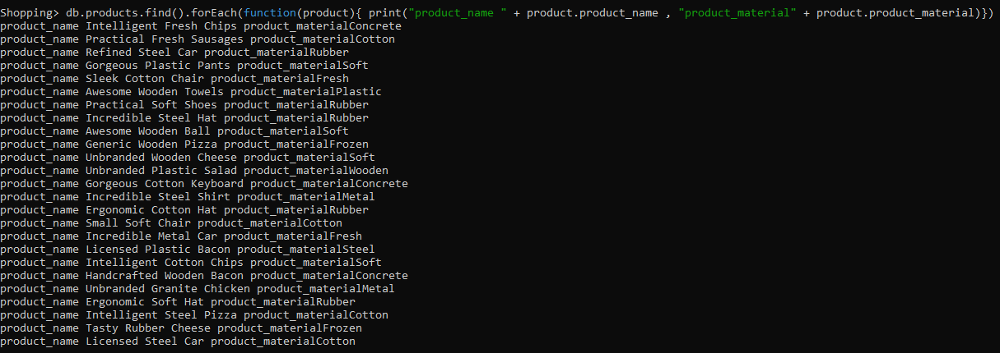 Shopping> db.products.find().forEach(function(product){ print("product_name " + product.product_name , "product_material" + product.product_material)})
product_name Intelligent Fresh Chips product_materialConcrete
product_name Practical Fresh Sausages product_materialCotton
product_name Refined Steel Car product_materialRubber
product_name Gorgeous Plastic Pants product_materialSoft
product_name Sleek Cotton Chair product_materialFresh
product_name Awesome Wooden Towels product_materialPlastic
product_name Practical Soft Shoes product_materialRubber
product_name Incredible Steel Hat product_materialRubber
product_name Awesome Wooden Ball product_materialSoft
product_name Generic Wooden Pizza product_materialFrozen
product_name Unbranded Wooden Cheese product_materialSoft
product_name Unbranded Plastic Salad product_materialWooden
product_name Gorgeous Cotton Keyboard product_materialConcrete
product_name Incredible Steel Shirt product_materialMetal
product_name Ergonomic Cotton Hat product_materialRubber
product_name Small Soft Chair product_materialCotton
product_name Incredible Metal Car product_materialFresh
product_name Licensed Plastic Bacon product_materialSteel
product_name Intelligent Cotton Chips product_materialSoft
product_name Handcrafted Wooden Bacon product_materialConcrete
product_name Unbranded Granite Chicken product_materialMetal
product_name Ergonomic Soft Hat product_materialRubber
product_name Intelligent Steel Pizza product_materialCotton
product_name Tasty Rubber Cheese product_materialFrozen
product_name Licensed Steel Car product_materialCotton